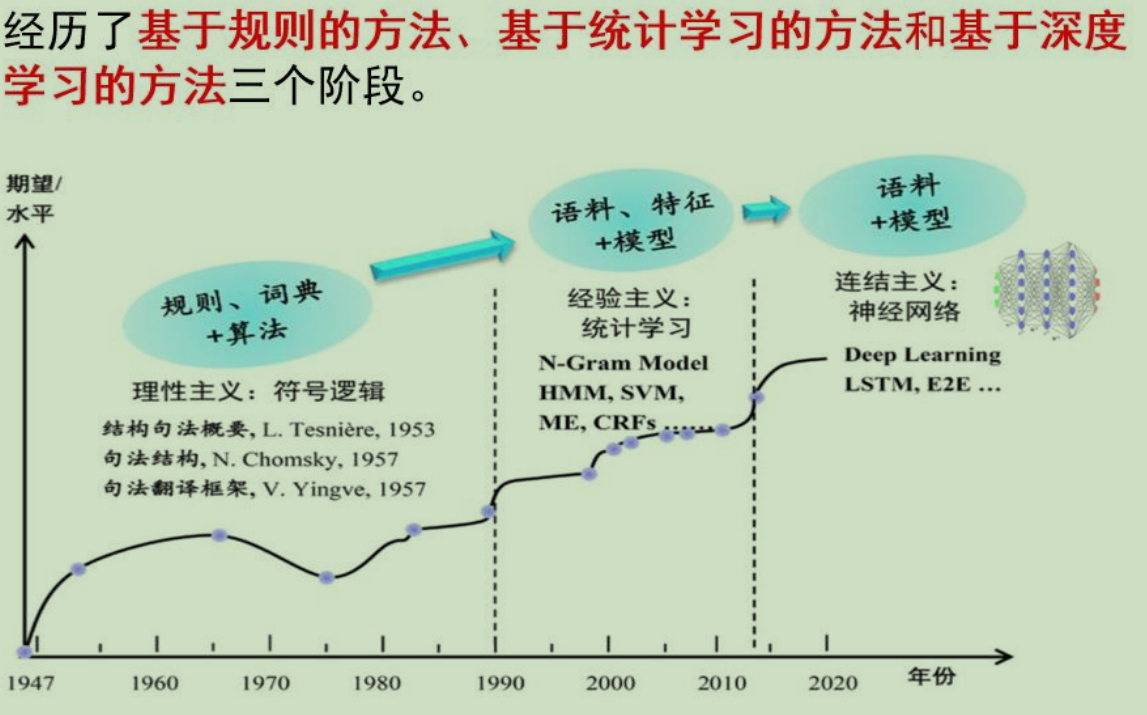 经历了基于规则的方法、基于统计学习的方法和基于深度
学习的方法三个阶段。
期望/
水平
规则、词典
+算法
理性主义：符号逻辑
结构句法概要, L. Tesnière, 1953
句法结构, N. Chomsky, 1957
句法翻译框架, V. Yingve, 1957
语料、特征
+模型
经验主义：
统计学习
N-Gram Model
HMM, SVM,
ME, CRFs ……
语料
+模型
连结主义：
神经网络
Deep Learning
LSTM, E2E …
1947
1960
1970
1980
1990
2000
2010
2020
年份